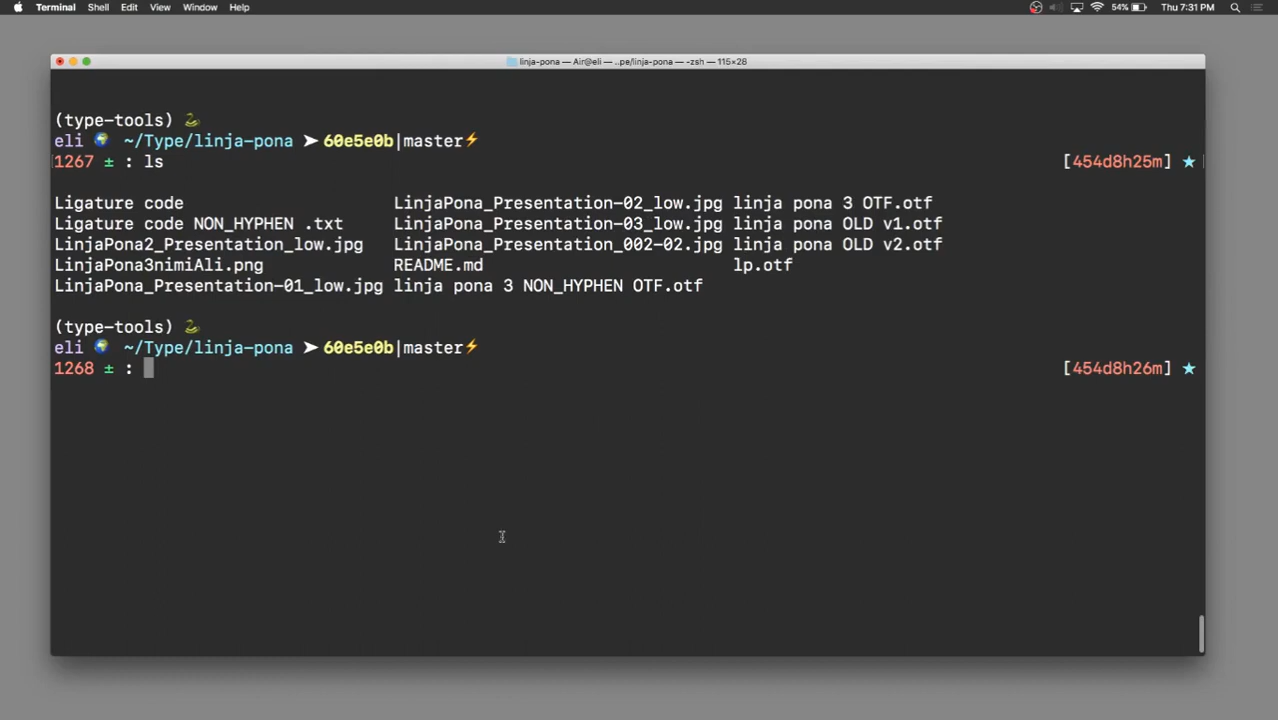 Terminal Shell Edit View Window Help 54% Thu 7:31 PM
linja-pona — Air@eli — ..pe/linja-pona — -zsh — 115×28
(type-tools)
eli ~/Type/linja-pona ➤ 60e5e0b|master⚡
1267 ± : ls [454d8h25m] ★
Ligature code LinjaPona_Presentation-02_low.jpg linja pona 3 OTF.otf
Ligature code NON_HYPHEN .txt LinjaPona_Presentation-03_low.jpg linja pona OLD v1.otf
LinjaPona2_Presentation_low.jpg LinjaPona_Presentation_002-02.jpg linja pona OLD v2.otf
LinjaPona3nimiAli.png README.md lp.otf
LinjaPona_Presentation-01_low.jpg linja pona 3 NON_HYPHEN OTF.otf
(type-tools)
eli ~/Type/linja-pona ➤ 60e5e0b|master⚡
1268 ± : [454d8h26m] ★